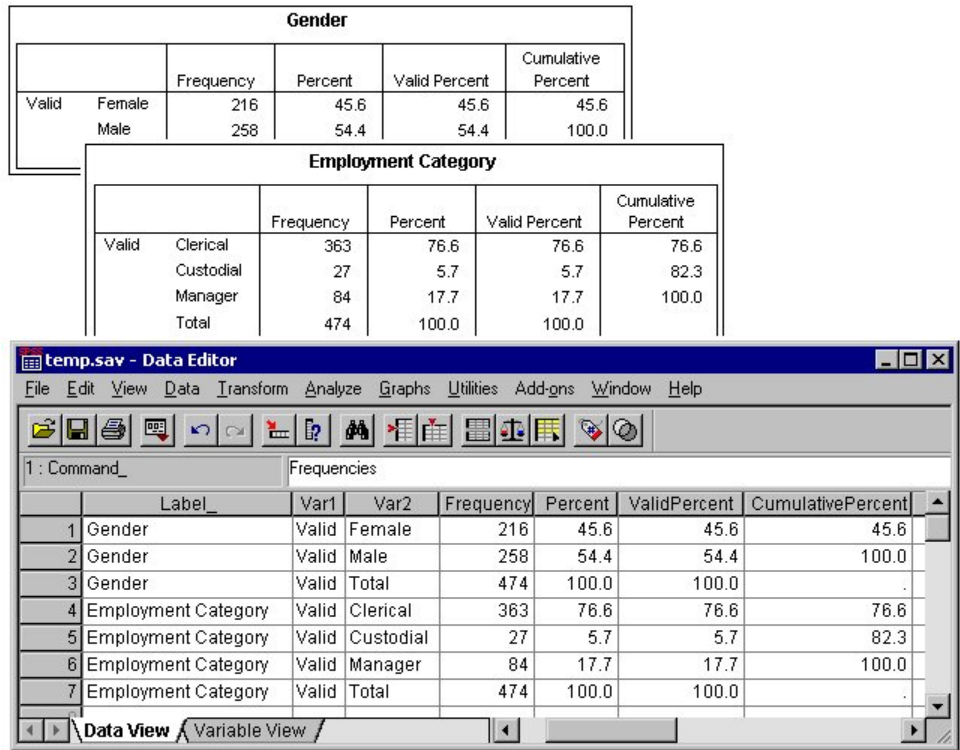 Gender
Frequency Percent Valid Percent Cumulative Percent
Valid Female 216 45.6 45.6 45.6
Male 258 54.4 54.4 100.0
Employment Category
Frequency Percent Valid Percent Cumulative Percent
Valid Clerical 363 76.6 76.6 76.6
Custodial 27 5.7 5.7 82.3
Manager 84 17.7 17.7 100.0
Total 474 100.0 100.0
temp.sav - Data Editor
File Edit View Data Transform Analyze Graphs Utilities Add-ons Window Help
1 : Command_ Frequencies
Label_ Var1 Var2 Frequency Percent ValidPercent CumulativePercent
1 Gender Valid Female 216 45.6 45.6 45.6
2 Gender Valid Male 258 54.4 54.4 100.0
3 Gender Valid Total 474 100.0 100.0 .
4 Employment Category Valid Clerical 363 76.6 76.6 76.6
5 Employment Category Valid Custodial 27 5.7 5.7 82.3
6 Employment Category Valid Manager 84 17.7 17.7 100.0
7 Employment Category Valid Total 474 100.0 100.0 .
Data View Variable View